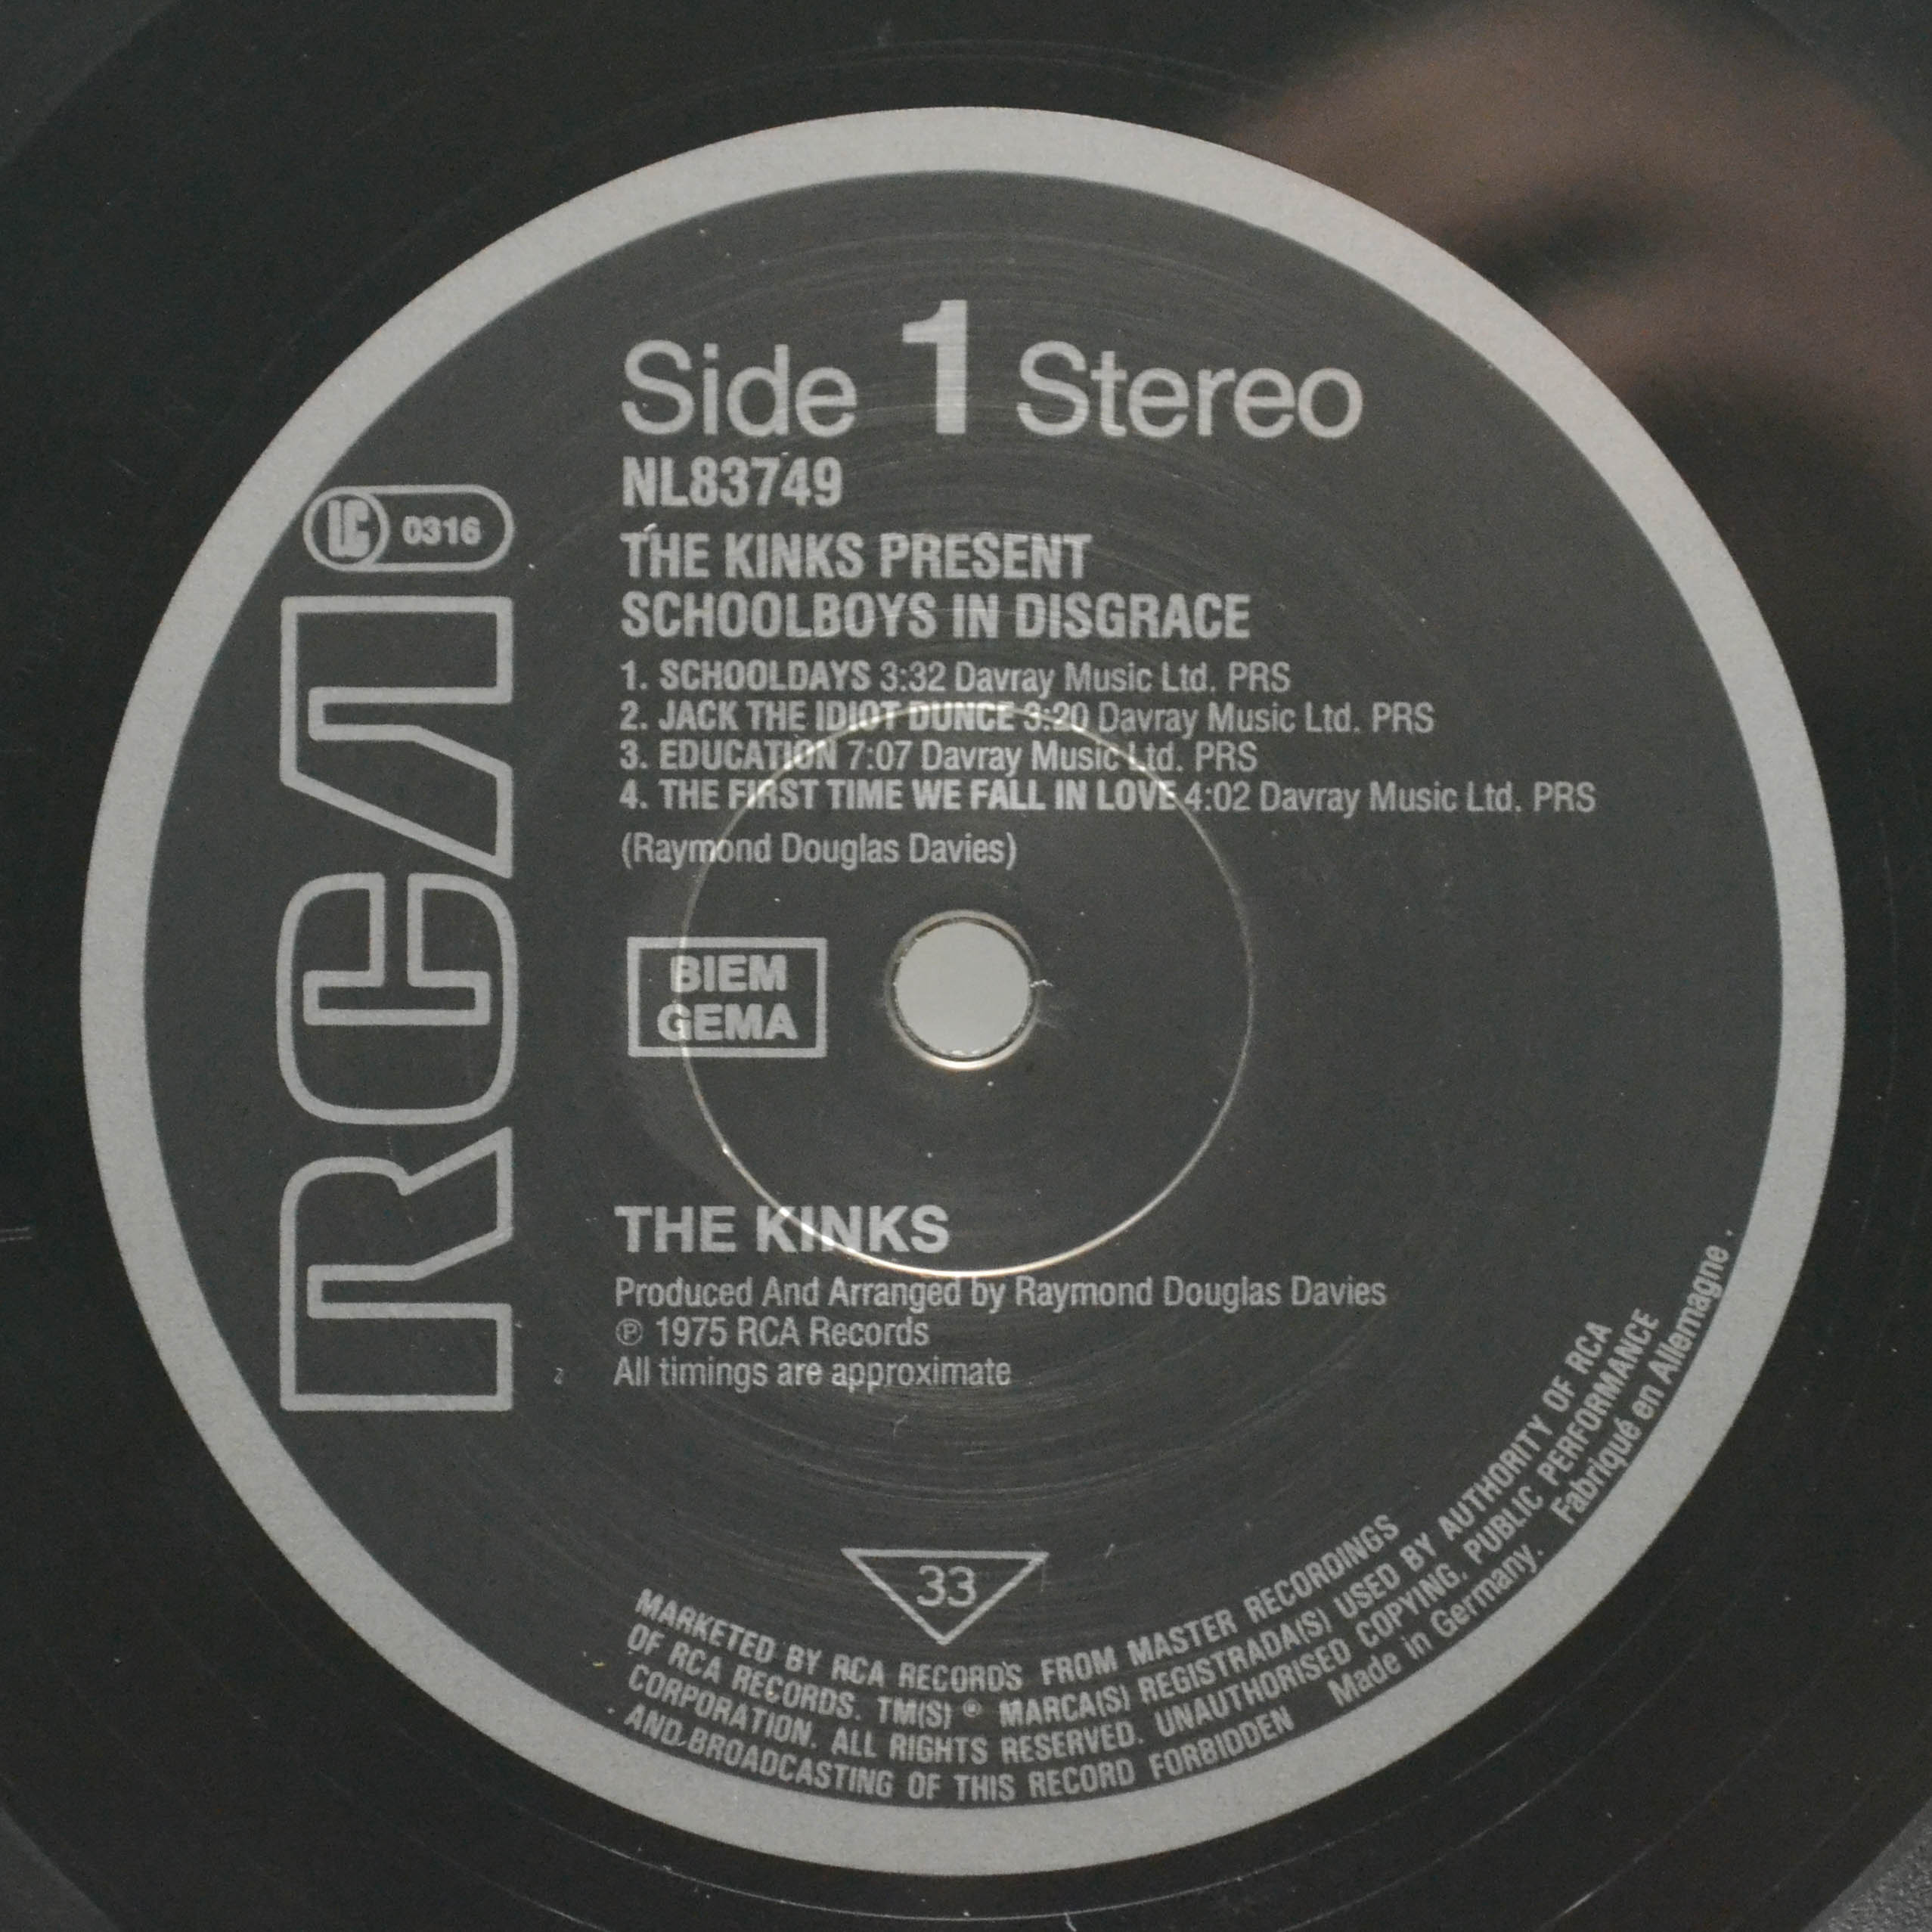 Side 1 Stereo
NL83749
LC 0316
THE KINKS PRESENT
SCHOOLBOYS IN DISGRACE
1. SCHOOLDAYS 3:32 Davray Music Ltd. PRS
2. JACK THE IDIOT DUNCE 3:20 Davray Music Ltd. PRS
3. EDUCATION 7:07 Davray Music Ltd. PRS
4. THE FIRST TIME WE FALL IN LOVE 4:02 Davray Music Ltd. PRS
(Raymond Douglas Davies)
RCA
BIEM
GEMA
THE KINKS
Produced And Arranged by Raymond Douglas Davies
℗ 1975 RCA Records
All timings are approximate
33
MARKETED BY RCA RECORDS FROM MASTER RECORDINGS
OF RCA RECORDS. TM(S) ® MARCA(S) REGISTRADA(S) USED BY AUTHORITY OF RCA
CORPORATION. ALL RIGHTS RESERVED. UNAUTHORISED COPYING, PUBLIC PERFORMANCE
AND BROADCASTING OF THIS RECORD FORBIDDEN Made in Germany. Fabriqué en Allemagne.